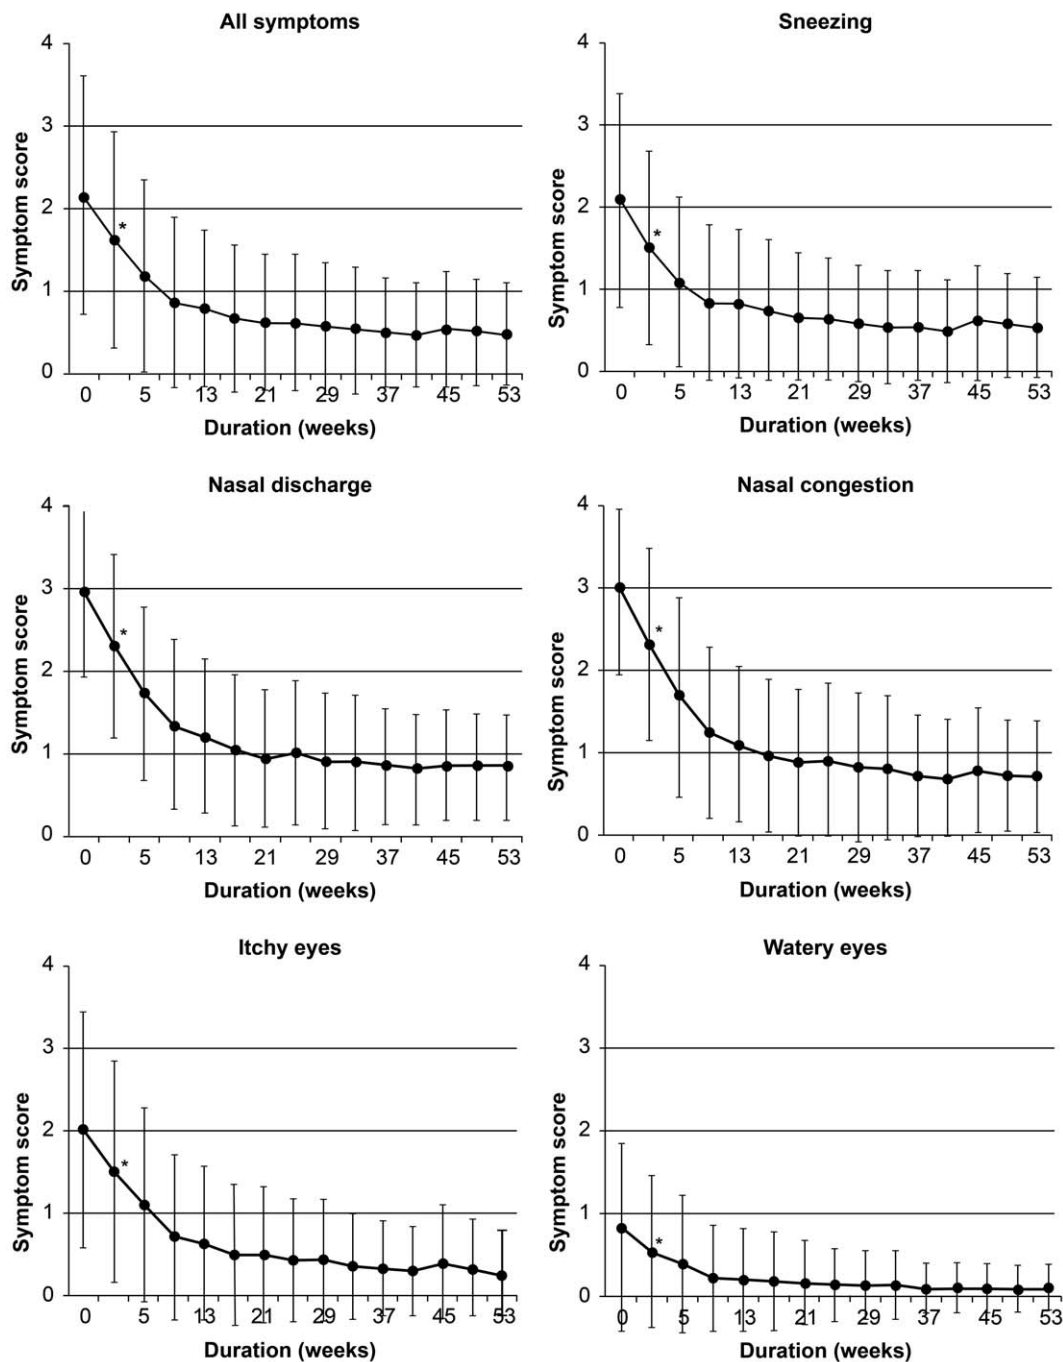 All symptoms
4
3
2
1
0
Symptom score
*
0 5 13 21 29 37 45 53
Duration (weeks)
Sneezing
4
3
2
1
0
Symptom score
*
0 5 13 21 29 37 45 53
Duration (weeks)
Nasal discharge
4
3
2
1
0
Symptom score
*
0 5 13 21 29 37 45 53
Duration (weeks)
Nasal congestion
4
3
2
1
0
Symptom score
*
0 5 13 21 29 37 45 53
Duration (weeks)
Itchy eyes
4
3
2
1
0
Symptom score
*
0 5 13 21 29 37 45 53
Duration (weeks)
Watery eyes
4
3
2
1
0
Symptom score
*
0 5 13 21 29 37 45 53
Duration (weeks)